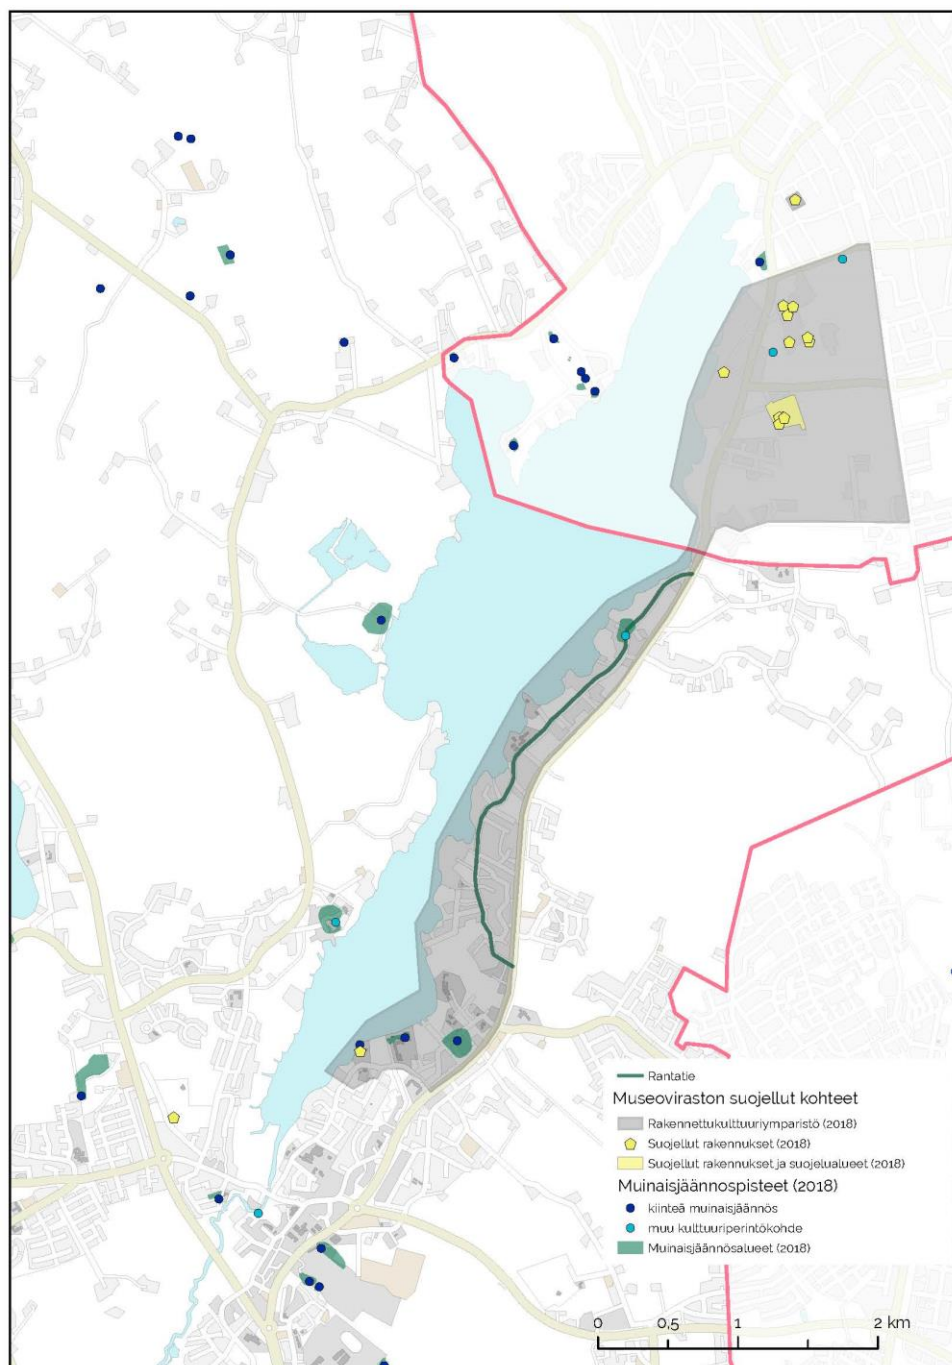 Rantatie
Museoviraston suojellut kohteet
Rakennettukulttuuriympäristö (2018)
Suojellut rakennukset (2018)
Suojellut rakennukset ja suojelualueet (2018)
Muinaisjäännöspisteet (2018)
kiinteä muinaisjäännös
muu kulttuuriperintökohde
Muinaisjäännösalueet (2018)
0 0,5 1 2 km